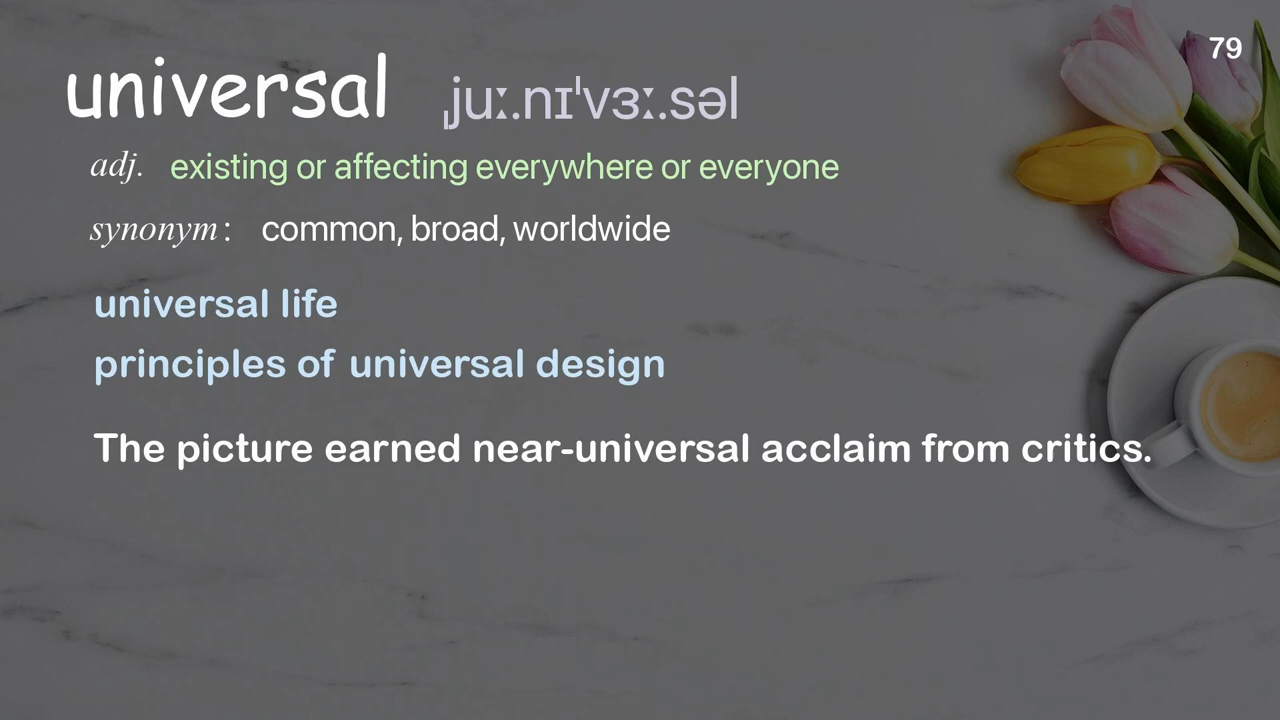 79
universal ˌjuː.nɪˈvɜː.səl
adj. existing or affecting everywhere or everyone
synonym: common, broad, worldwide
universal life
principles of universal design
The picture earned near-universal acclaim from critics.